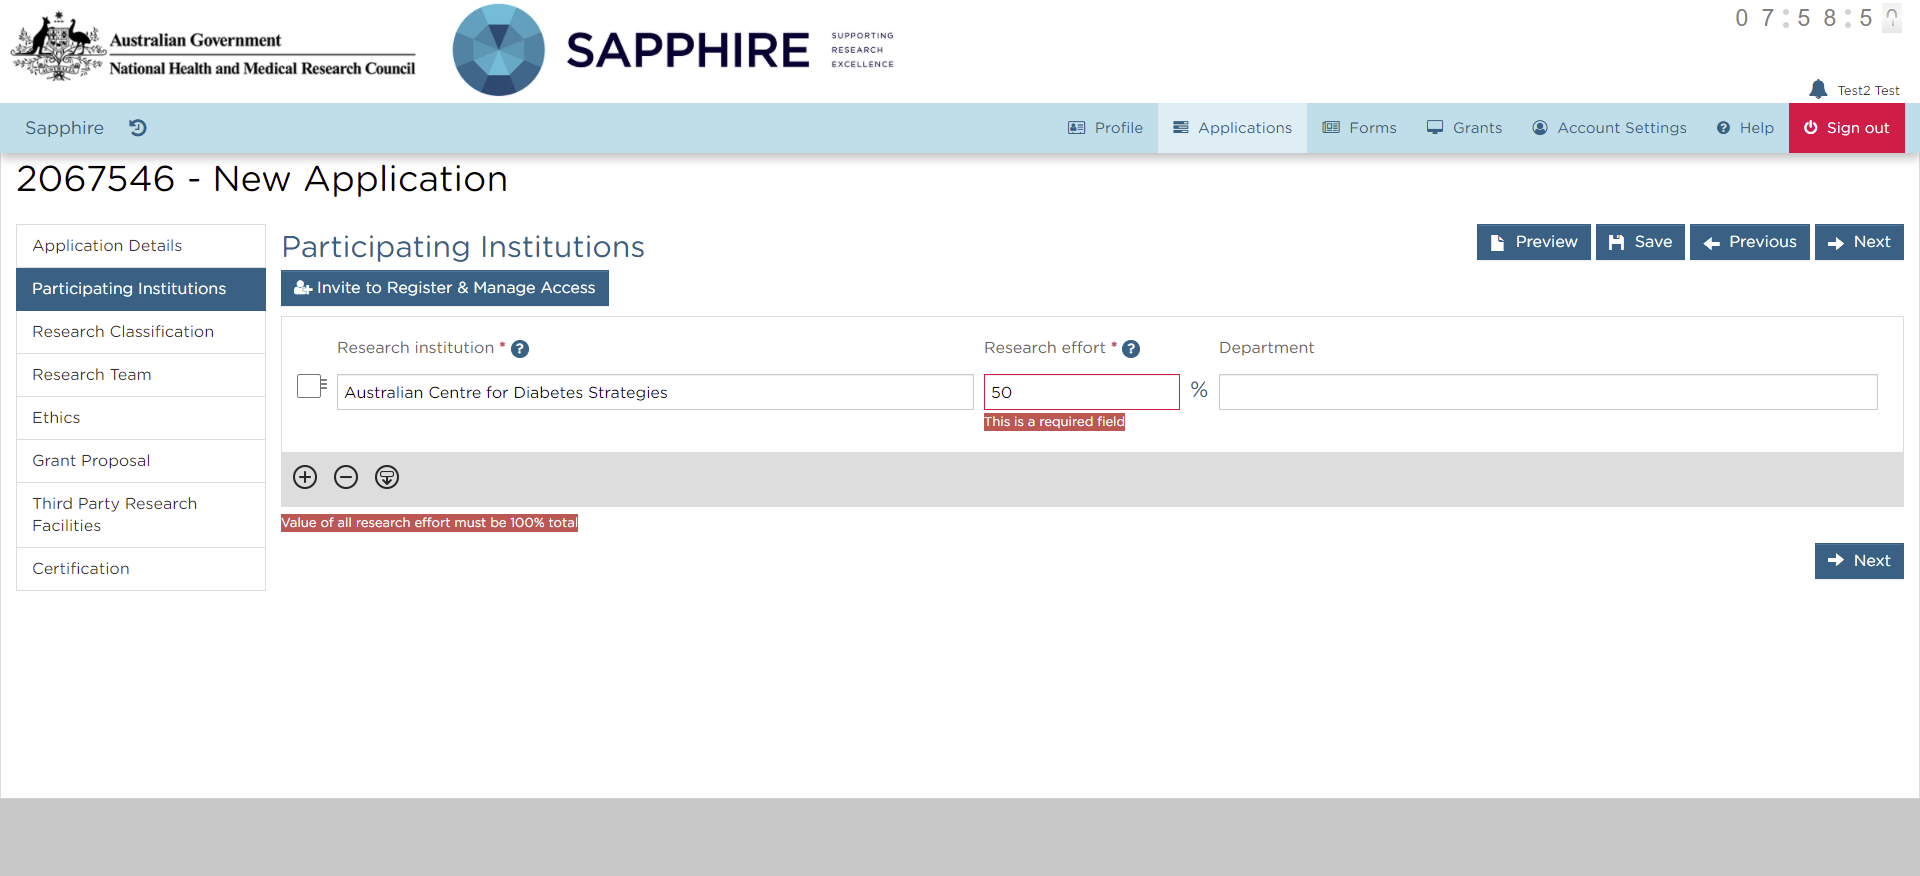 Australian Government
National Health and Medical Research Council
SAPPHIRE
SUPPORTING
RESEARCH
EXCELLENCE
07:58:5
Test2 Test
Sapphire
Profile
Applications
Forms
Grants
Account Settings
Help
Sign out
2067546 - New Application
Application Details
Participating Institutions
Research Classification
Research Team
Ethics
Grant Proposal
Third Party Research
Facilities
Certification
Participating Institutions
Preview
Save
Previous
Next
Invite to Register & Manage Access
Research institution *
Research effort *
Department
Australian Centre for Diabetes Strategies
50
%
This is a required field
Value of all research effort must be 100% total
Next